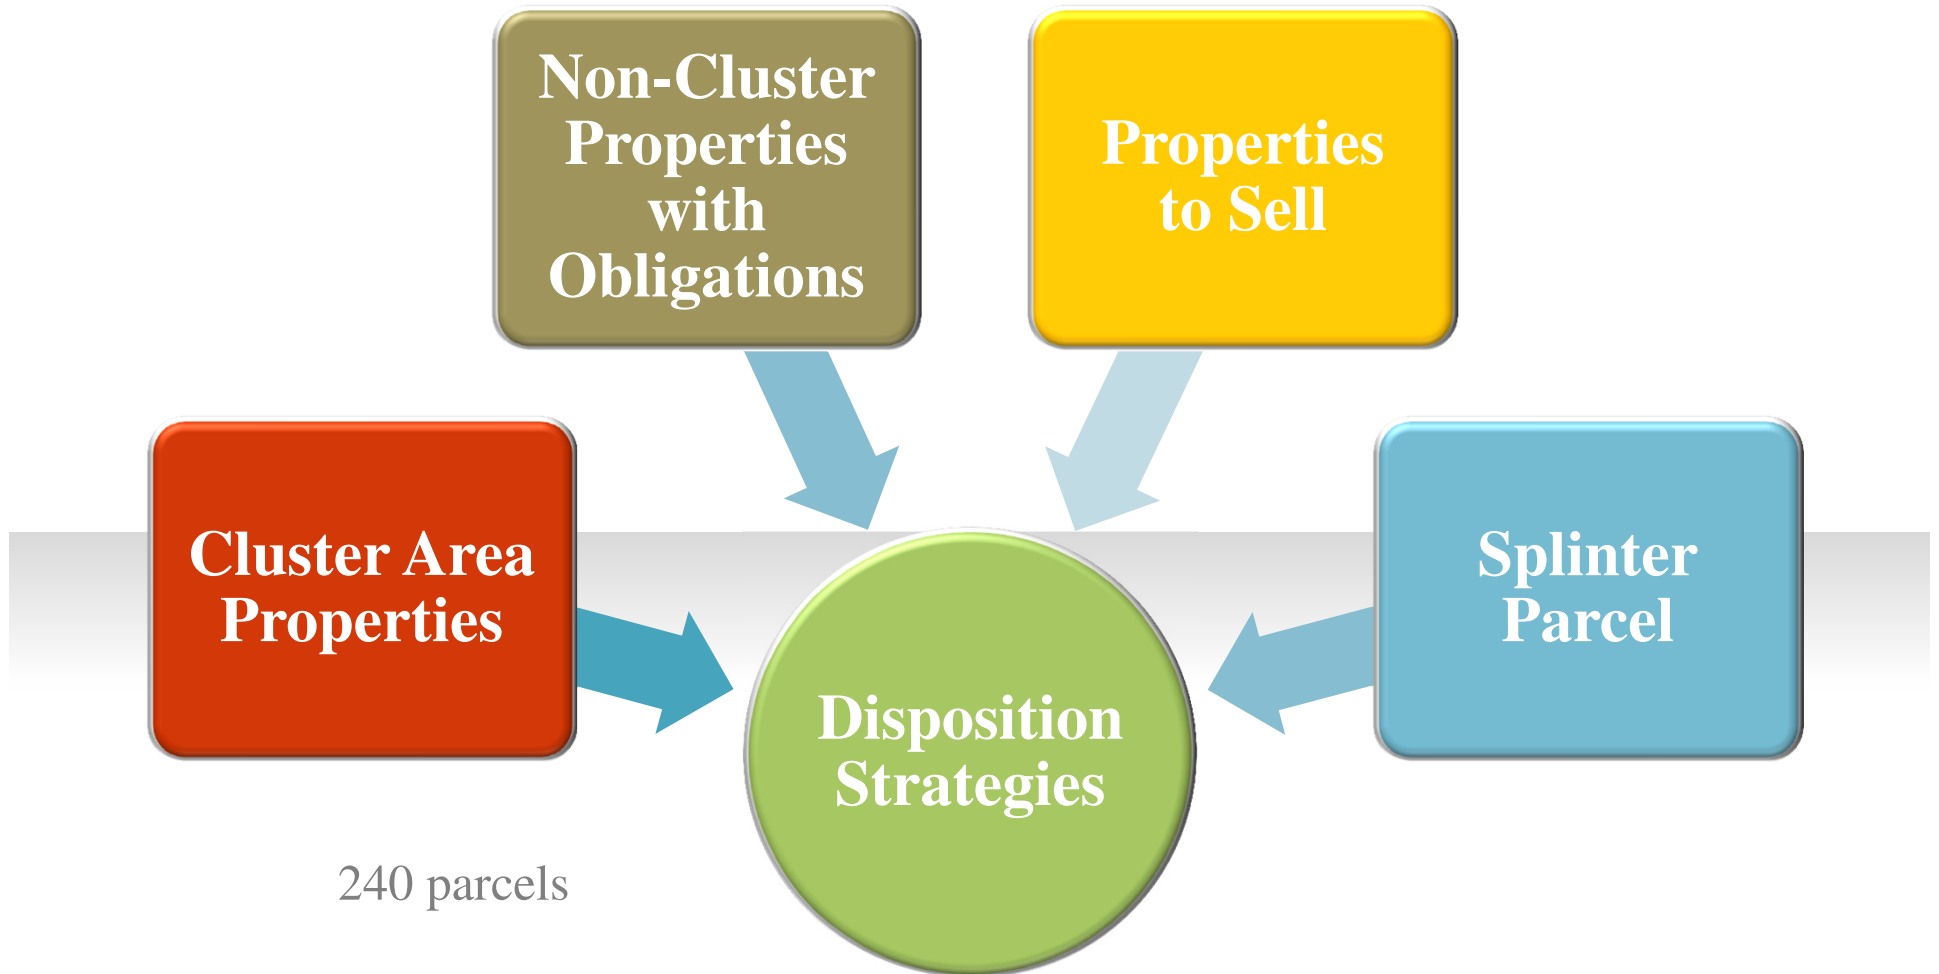 Non-Cluster
Properties
with
Obligations
Properties
to Sell
Cluster Area
Properties
Splinter
Parcel
Disposition
Strategies
240 parcels